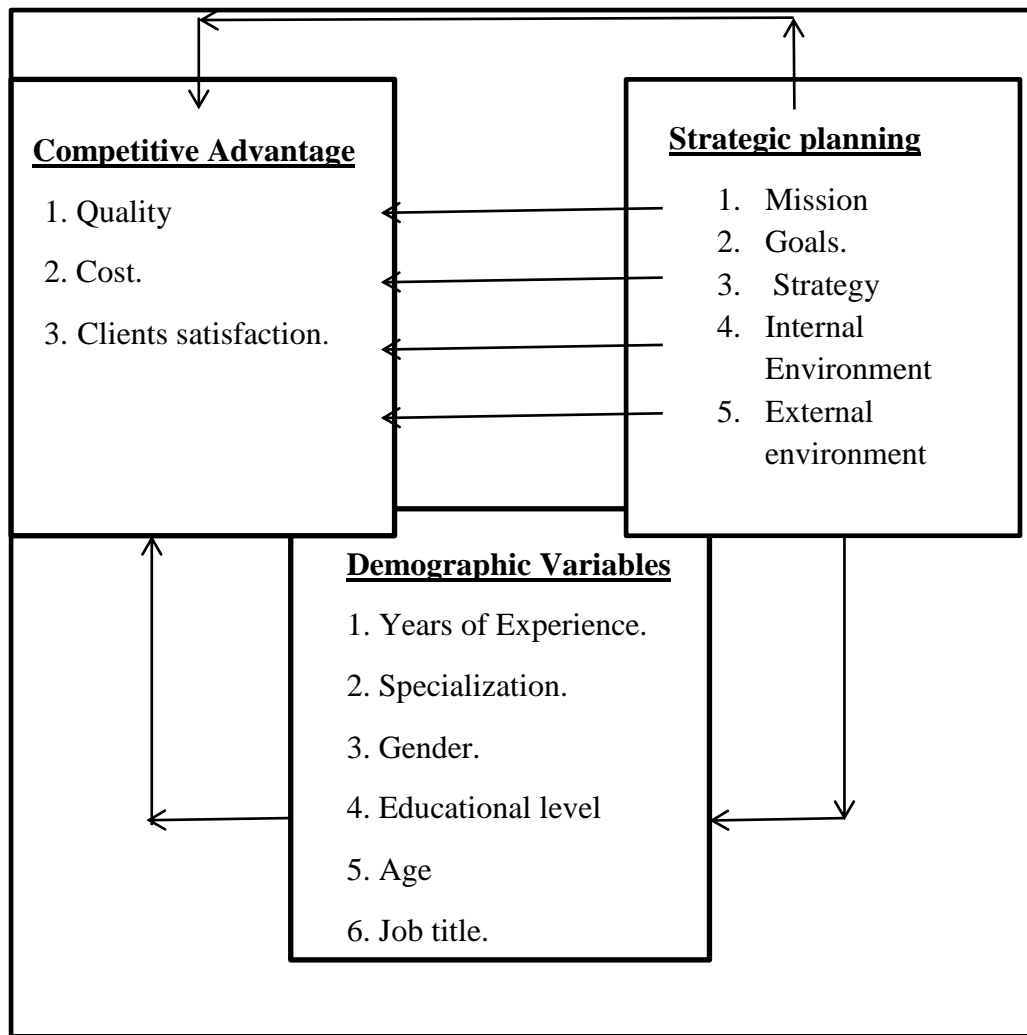 Competitive Advantage
1. Quality
2. Cost.
3. Clients satisfaction.
Strategic planning
1. Mission
2. Goals.
3. Strategy
4. Internal
Environment
5. External
environment
Demographic Variables
1. Years of Experience.
2. Specialization.
3. Gender.
4. Educational level
5. Age
6. Job title.